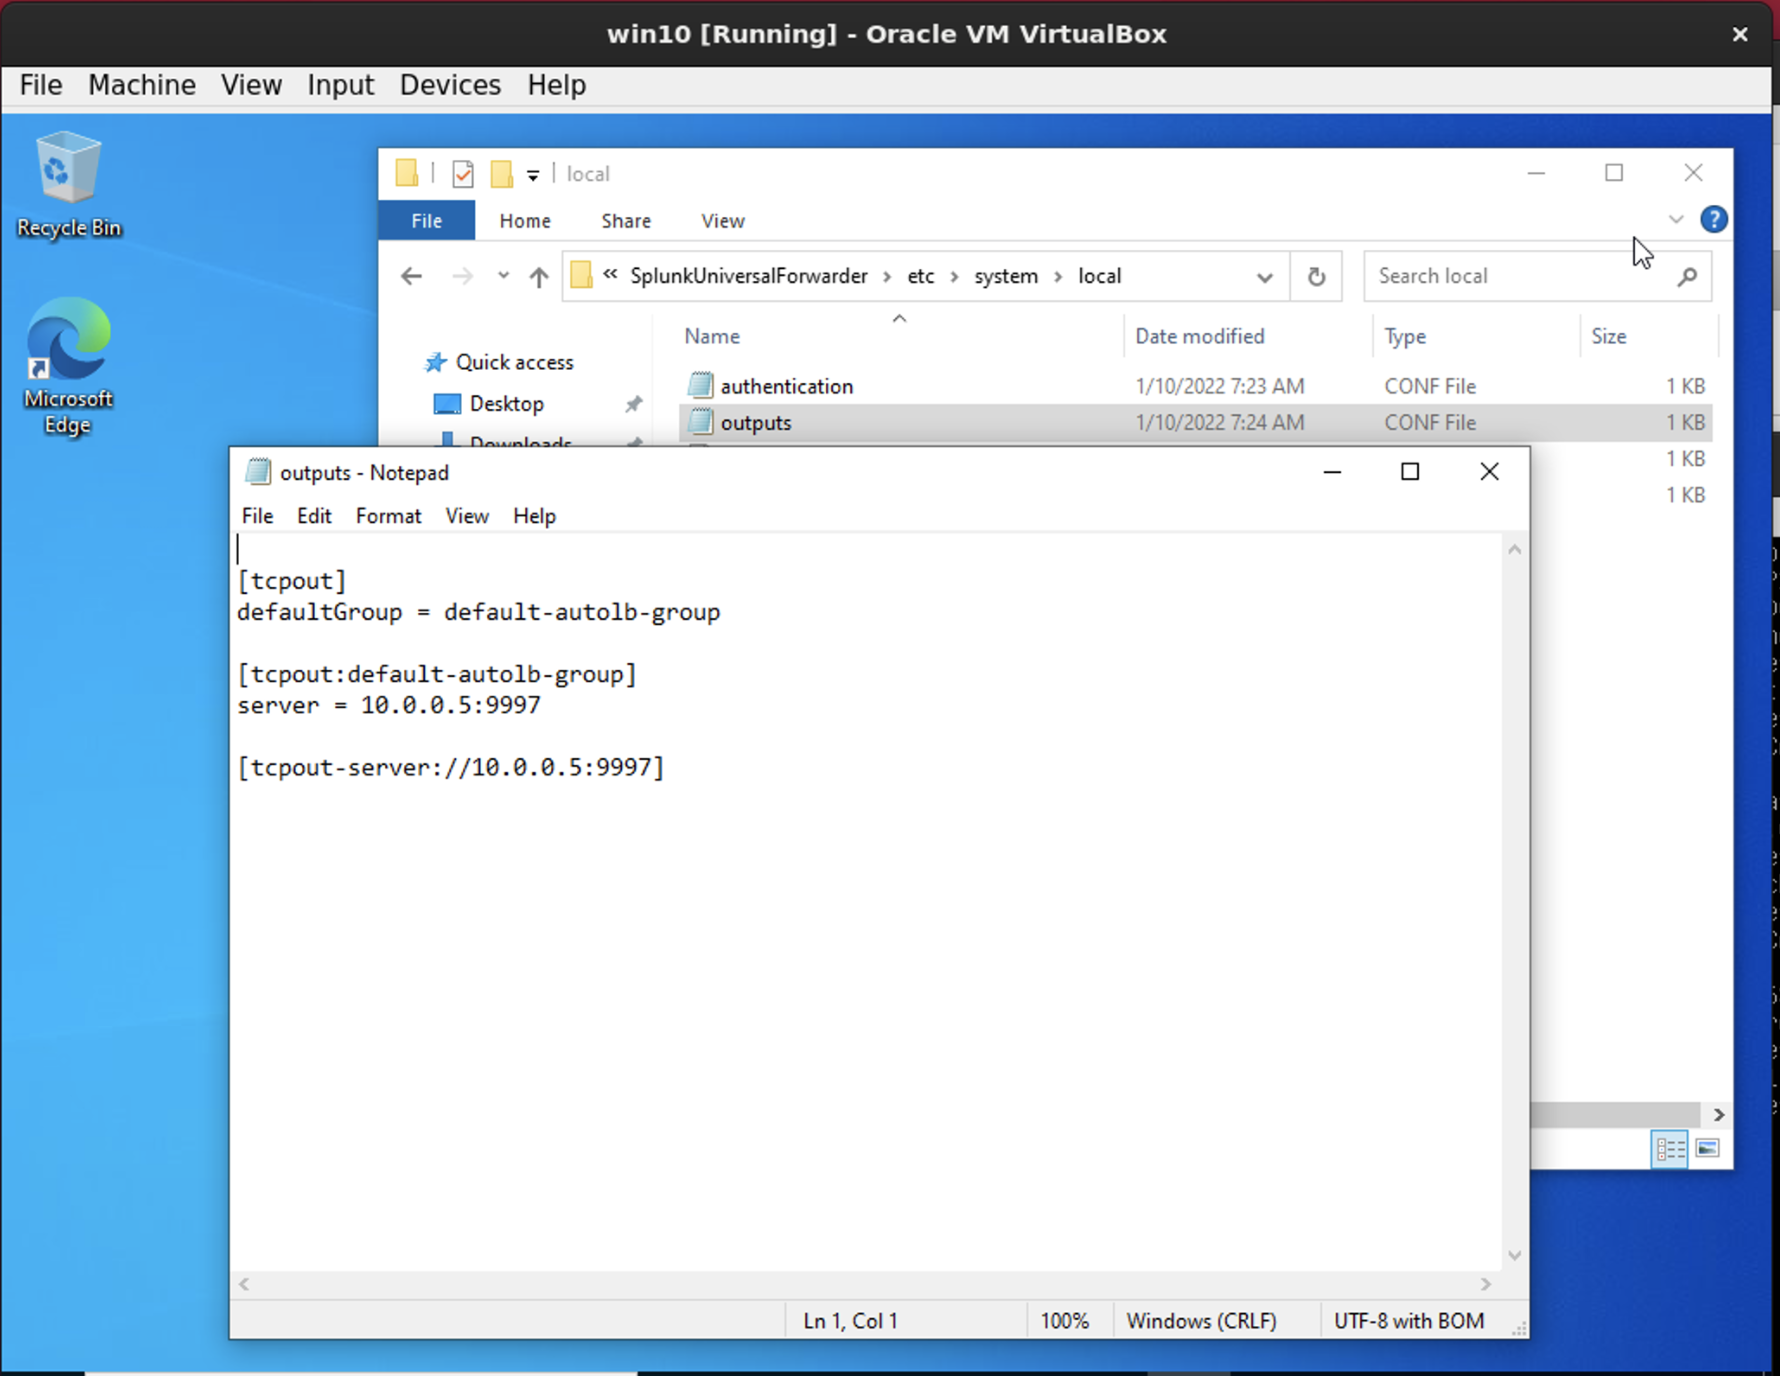 win10 [Running] - Oracle VM VirtualBox
File Machine View Input Devices Help
Recycle Bin
Microsoft
Edge
local
File Home Share View
« SplunkUniversalForwarder › etc › system › local
Search local
Name Date modified Type Size
Quick access
Desktop
Downloads
authentication 1/10/2022 7:23 AM CONF File 1 KB
outputs 1/10/2022 7:24 AM CONF File 1 KB
1 KB
1 KB
outputs - Notepad
File Edit Format View Help
[tcpout]
defaultGroup = default-autolb-group
[tcpout:default-autolb-group]
server = 10.0.0.5:9997
[tcpout-server://10.0.0.5:9997]
Ln 1, Col 1 100% Windows (CRLF) UTF-8 with BOM